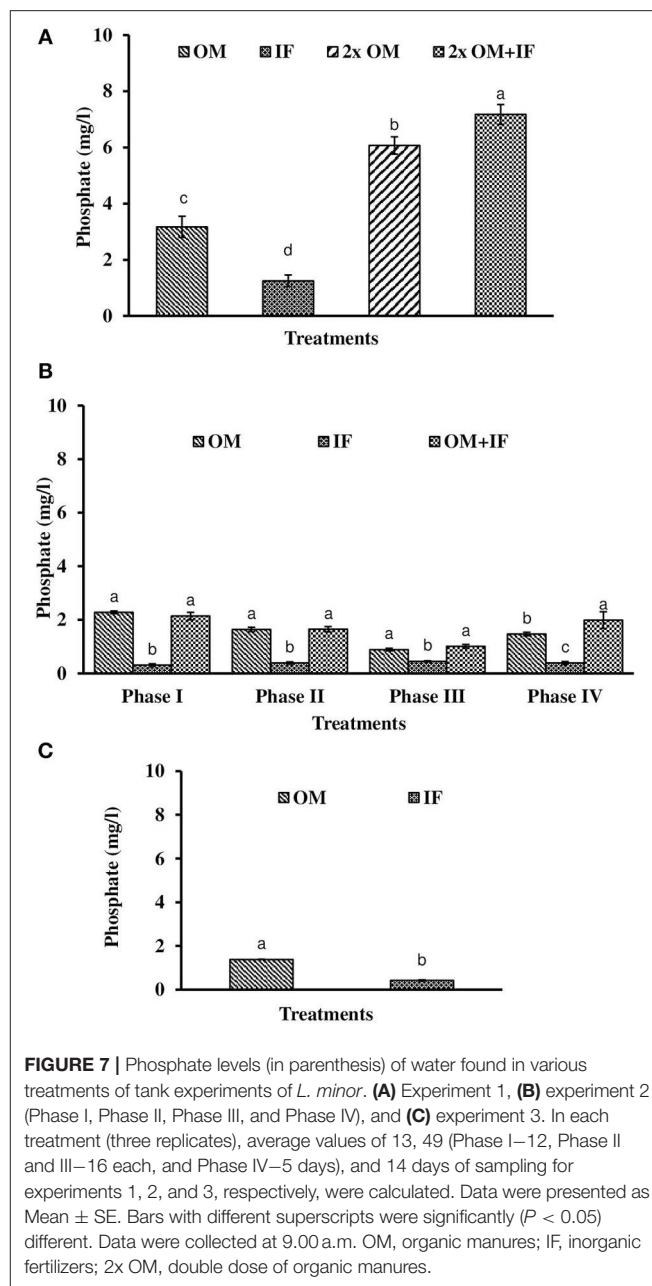 A
OM IF 2x OM 2x OM+IF
Phosphate (mg/l)
10
8
6
4
2
0
c
d
b
a
Treatments
B
OM IF OM+IF
Phosphate (mg/l)
10
8
6
4
2
0
a b a a b a a b a b c a
Phase I Phase II Phase III Phase IV
Treatments
C
OM IF
Phosphate (mg/l)
10
8
6
4
2
0
a
b
Treatments
FIGURE 7 | Phosphate levels (in parenthesis) of water found in various
treatments of tank experiments of L. minor. (A) Experiment 1, (B) experiment 2
(Phase I, Phase II, Phase III, and Phase IV), and (C) experiment 3. In each
treatment (three replicates), average values of 13, 49 (Phase I–12, Phase II
and III–16 each, and Phase IV–5 days), and 14 days of sampling for
experiments 1, 2, and 3, respectively, were calculated. Data were presented as
Mean ± SE. Bars with different superscripts were significantly (P < 0.05)
different. Data were collected at 9.00 a.m. OM, organic manures; IF, inorganic
fertilizers; 2x OM, double dose of organic manures.